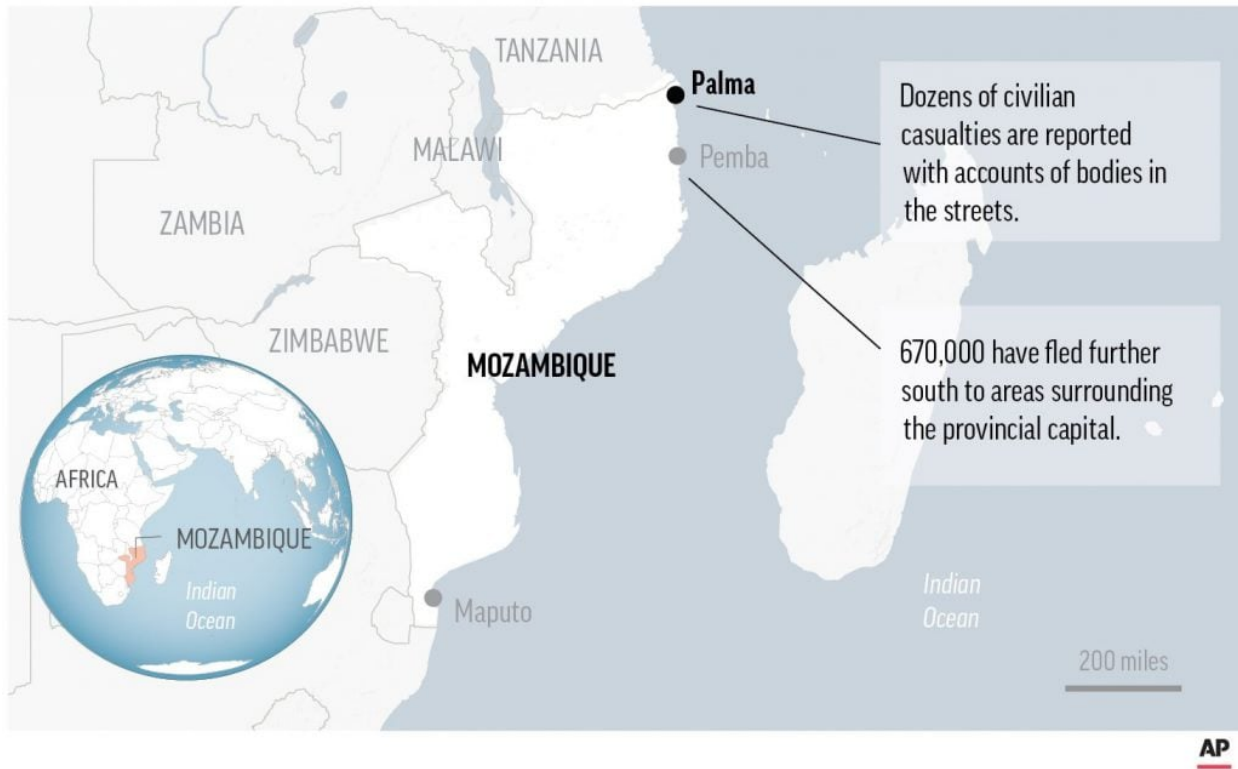 TANZANIA
Palma
Dozens of civilian
casualties are reported
with accounts of bodies in
the streets.
MALAWI
Pemba
ZAMBIA
ZIMBABWE
MOZAMBIQUE
670,000 have fled further
south to areas surrounding
the provincial capital.
AFRICA
MOZAMBIQUE
Indian
Ocean
Maputo
Indian
Ocean
200 miles
AP